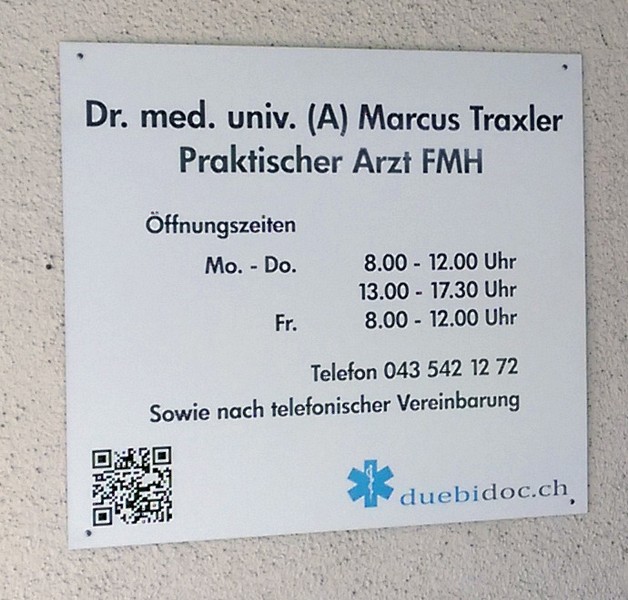 Dr. med. univ. (A) Marcus Traxler
Praktischer Arzt FMH
Öffnungszeiten
Mo. - Do. 8.00 - 12.00 Uhr
13.00 - 17.30 Uhr
Fr. 8.00 - 12.00 Uhr
Telefon 043 542 12 72
Sowie nach telefonischer Vereinbarung
duebidoc.ch